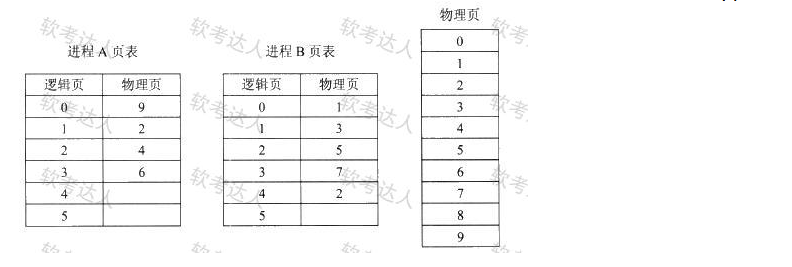 物理页
进程 A 页表
进程 B 页表
逻辑页 物理页
0 9
1 2
2 4
3 6
4
5
逻辑页 物理页
0 1
1 3
2 5
3 7
4 2
5
0
1
2
3
4
5
6
7
8
9
软考达人
软考达人
软考达人
软考达人
软考达人
软考达人
软考达人